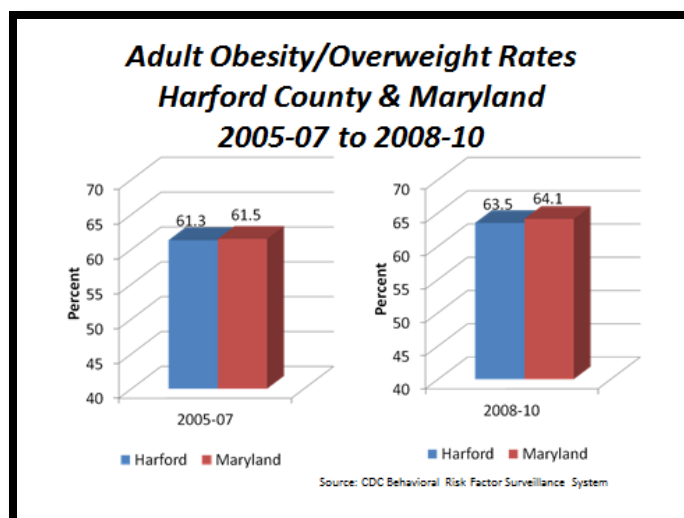 Adult Obesity/Overweight Rates
Harford County & Maryland
2005-07 to 2008-10
70
65
60
55
50
45
40
Percent
61.3
61.5
2005-07
Harford
Maryland
70
65
60
55
50
45
40
Percent
63.5
64.1
2008-10
Harford
Maryland
Source: CDC Behavioral Risk Factor Surveillance System